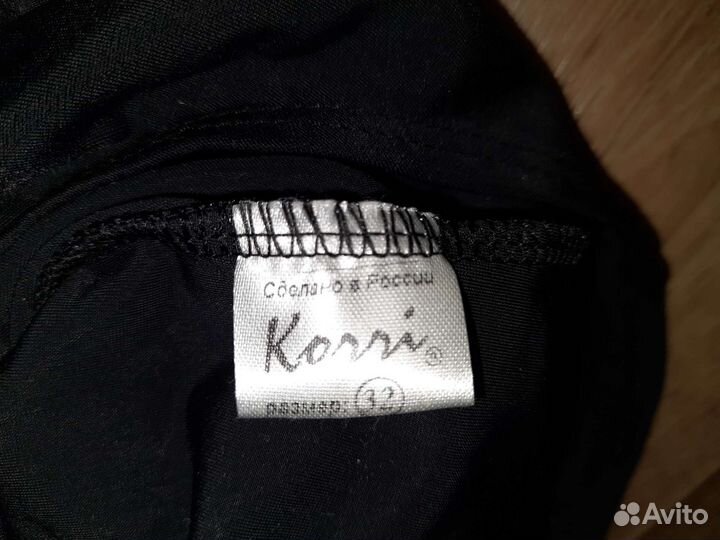 Сделано в России
Korri®
размер: 32
Avito